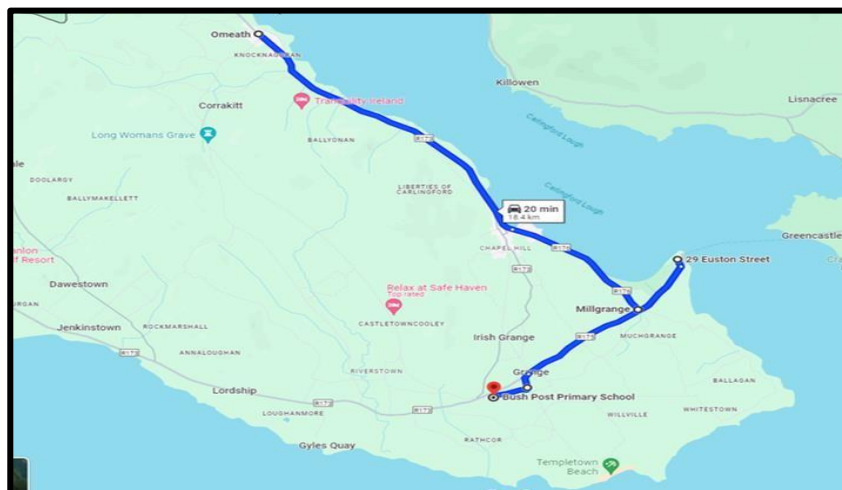 Omeath
KNOCKNAGORAN
Killowen
Lisnacree
Corrakitt
Tranquility Ireland
Carlingford Lough
Long Womans Grave
BALLYONAN
R173
DOOLARGY
LIBERTIES OF
CARLINGFORD
BALLYMAKELLETT
Carlingford Lough
20 min
18.4 km
Greencastle
CHAPEL HILL
R176
29 Euston Street
R173
Dawestown
Relax at Safe Haven
Top rated
R176
Millgrange
CASTLETOWNCOOLEY
Jenkinstown
ROCKMARSHALL
Irish Grange
R175
MUCHGRANGE
R173
ANNALOUGHAN
RIVERSTOWN
Grange
BALLAGAN
Lordship
Bush Post Primary School
R173
R173
LOUGHANMORE
WILLVILLE
WHITESTOWN
Gyles Quay
RATHCOR
Templetown
Beach